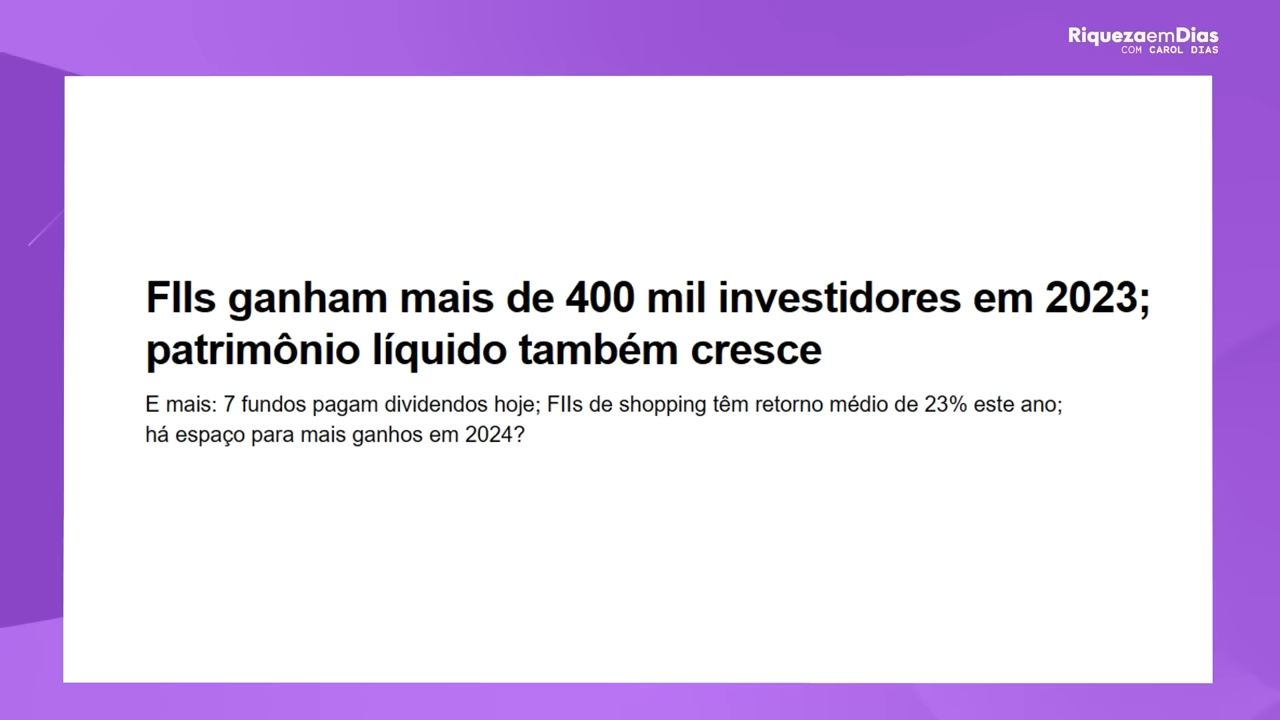 RiquezaemDias
COM CAROL DIAS
FIIs ganham mais de 400 mil investidores em 2023;
patrimônio líquido também cresce
E mais: 7 fundos pagam dividendos hoje; FIIs de shopping têm retorno médio de 23% este ano;
há espaço para mais ganhos em 2024?